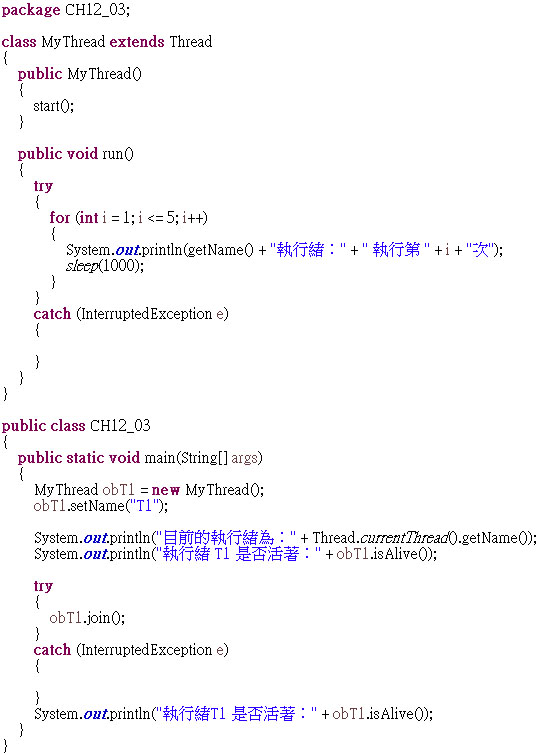 package CH12_03;
class MyThread extends Thread
{
public MyThread()
{
start();
}
public void run()
{
try
{
for (int i = 1; i <= 5; i++)
{
System.out.println(getName() + "執行緒：" + " 執行第 " + i + "次");
sleep(1000);
}
}
catch (InterruptedException e)
{
}
}
}
public class CH12_03
{
public static void main(String[] args)
{
MyThread obT1 = new MyThread();
obT1.setName("T1");
System.out.println("目前的執行緒為：" + Thread.currentThread().getName());
System.out.println("執行緒 T1 是否活著：" + obT1.isAlive());
try
{
obT1.join();
}
catch (InterruptedException e)
{
}
System.out.println("執行緒T1 是否活著：" + obT1.isAlive());
}
}